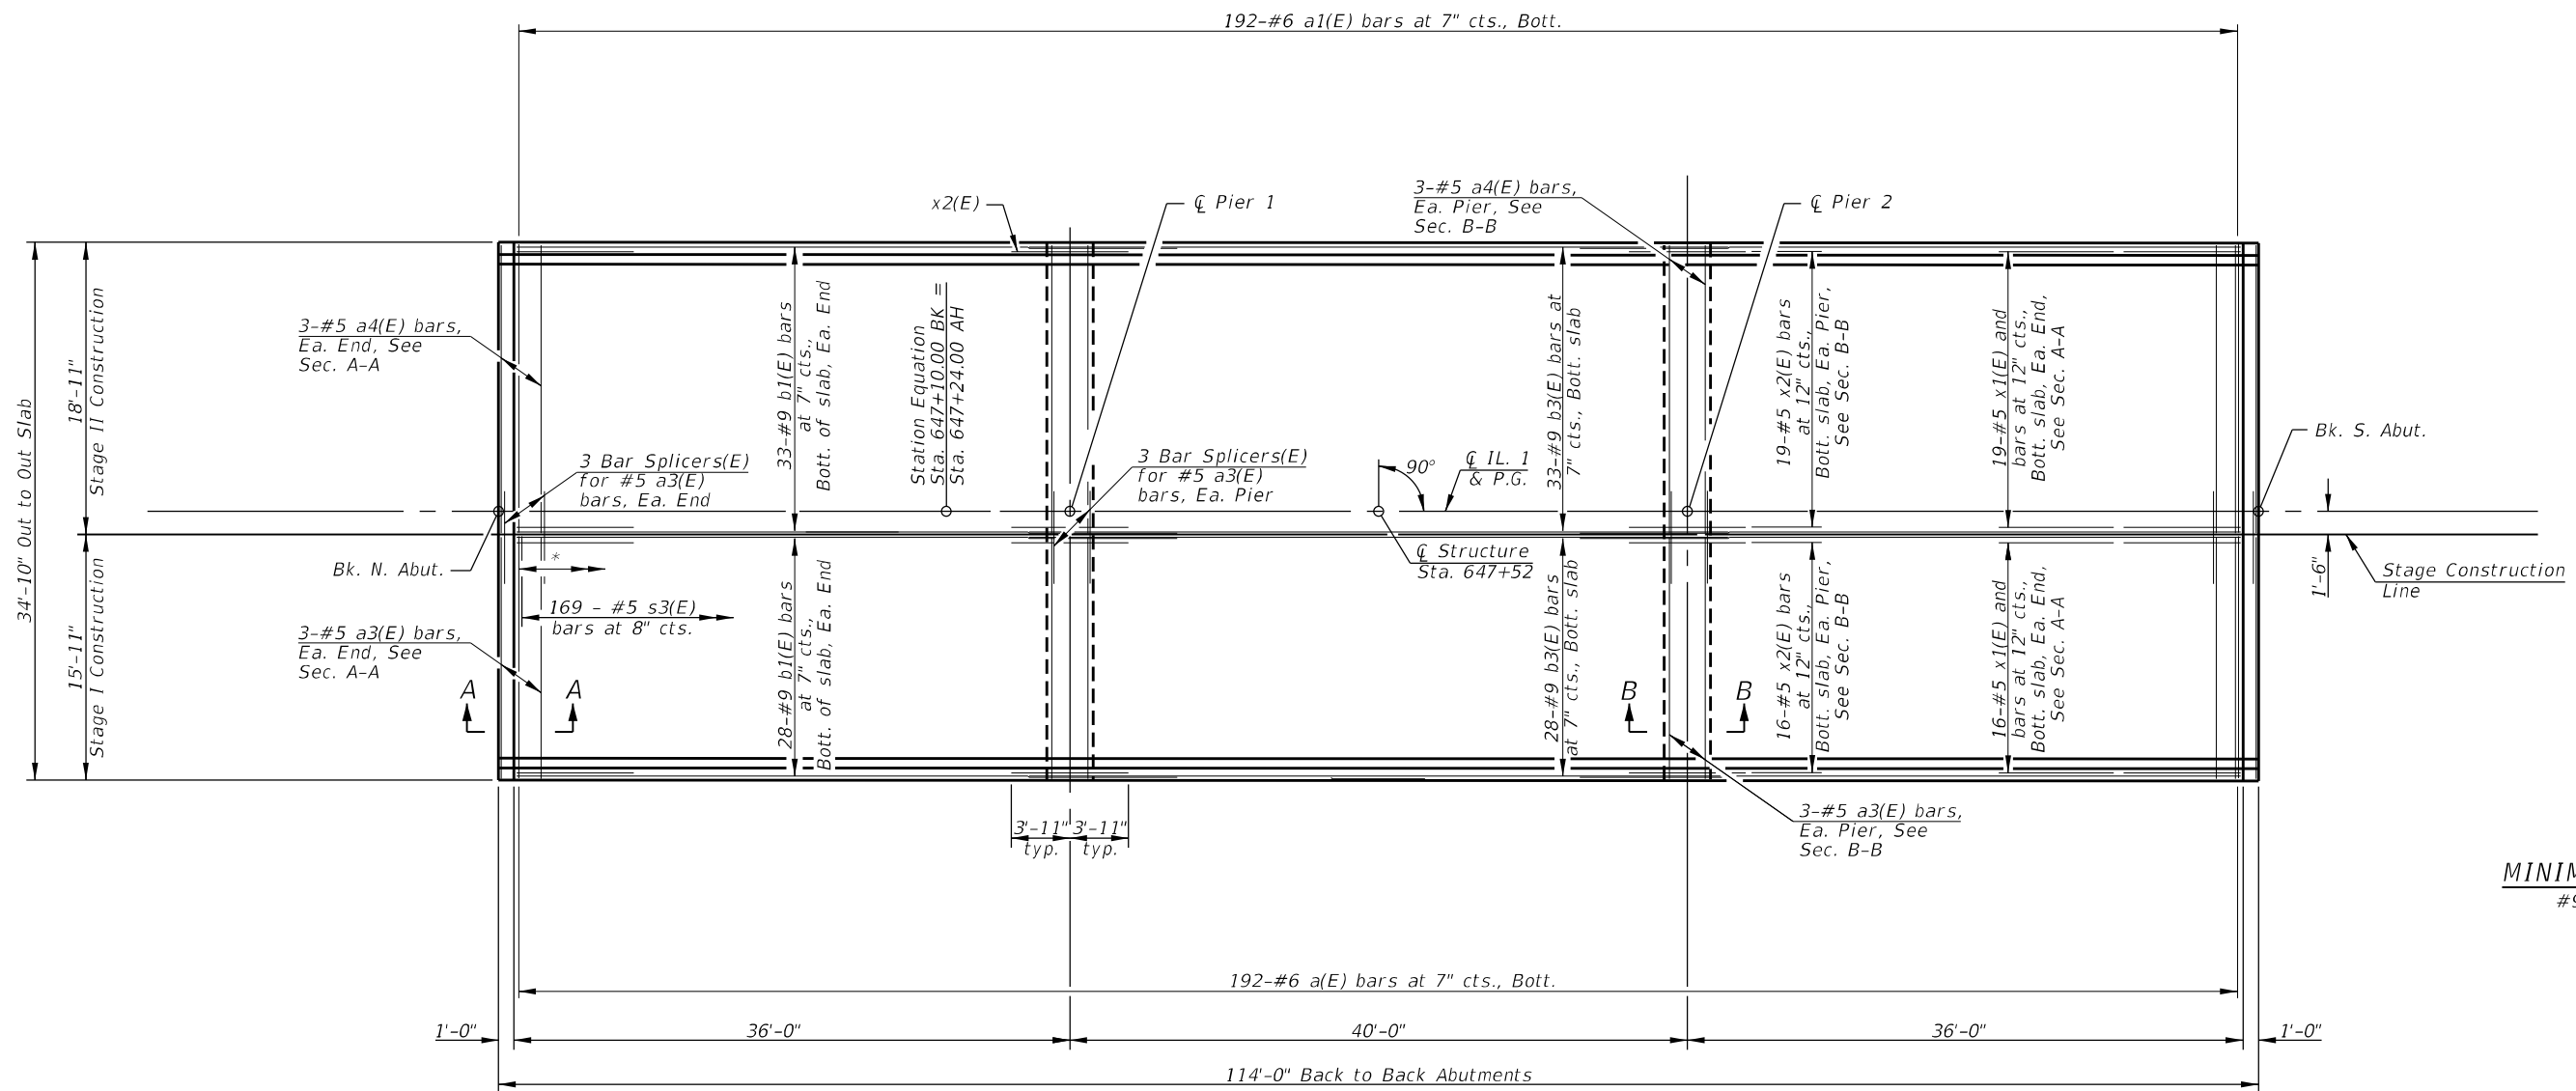 192-#6 a1(E) bars at 7" cts., Bott.
x2(E)
℄ Pier 1
3-#5 a4(E) bars,
Ea. Pier, See
Sec. B-B
℄ Pier 2
34'-10" Out to Out Slab
18'-11"
Stage II Construction
15'-11"
Stage I Construction
3-#5 a4(E) bars,
Ea. End, See
Sec. A-A
33-#9 b1(E) bars
at 7" cts.,
Bott. of slab, Ea. End
Station Equation
Sta. 647+10.00 BK =
Sta. 647+24.00 AH
33-#9 b3(E) bars at
7" cts., Bott. slab
19-#5 x2(E) bars
at 12" cts.,
Bott. slab, Ea. Pier,
See Sec. B-B
19-#5 x1(E) and
bars at 12" cts.,
Bott. slab, Ea. End,
See Sec. A-A
3 Bar Splicers(E)
for #5 a3(E)
bars, Ea. End
3 Bar Splicers(E)
for #5 a3(E)
bars, Ea. Pier
90°
℄ IL. 1
& P.G.
Bk. S. Abut.
Bk. N. Abut.
*
℄ Structure
Sta. 647+52
1'-6"
Stage Construction
Line
169 - #5 s3(E)
bars at 8" cts.
3-#5 a3(E) bars,
Ea. End, See
Sec. A-A
28-#9 b1(E) bars
at 7" cts.,
Bott. of slab, Ea. End
28-#9 b3(E) bars
at 7" cts., Bott. slab
16-#5 x2(E) bars
at 12" cts.,
Bott. slab, Ea. Pier,
See Sec. B-B
16-#5 x1(E) and
bars at 12" cts.,
Bott. slab, Ea. End,
See Sec. A-A
A A
B B
3'-11" 3'-11"
typ. typ.
3-#5 a3(E) bars,
Ea. Pier, See
Sec. B-B
MINIM
#9
192-#6 a(E) bars at 7" cts., Bott.
1'-0" 36'-0" 40'-0" 36'-0" 1'-0"
114'-0" Back to Back Abutments